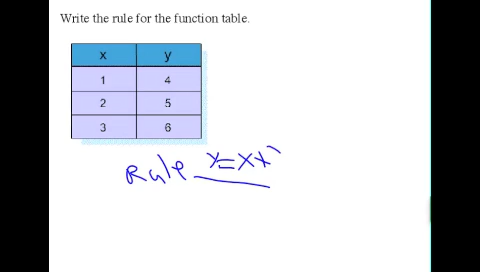 Write the rule for the function table.
x y
1 4
2 5
3 6
Rule y=x+